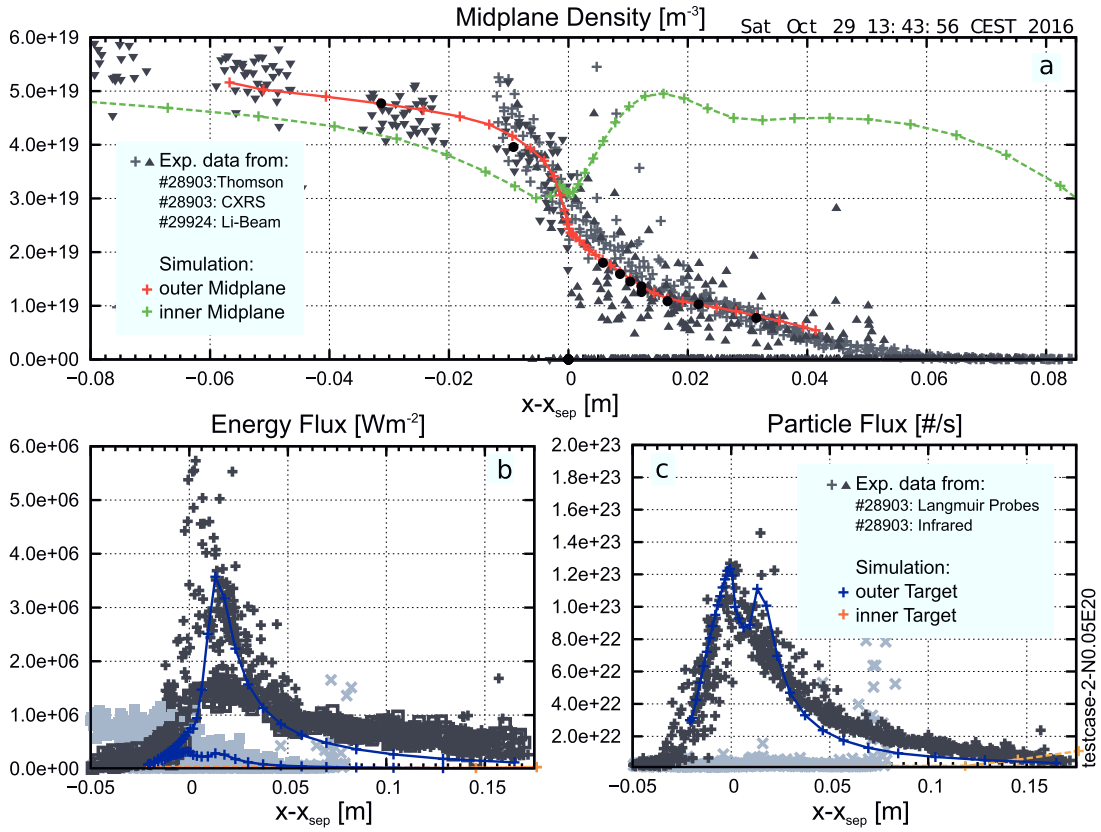 Midplane Density [m-3]
Sat Oct 29 13:43:56 CEST 2016
6.0e+19
5.0e+19
4.0e+19
3.0e+19
2.0e+19
1.0e+19
0.0e+00
a
Exp. data from:
#28903:Thomson
#28903: CXRS
#29924: Li-Beam
Simulation:
outer Midplane
inner Midplane
−0.08 −0.06 −0.04 −0.02 0 0.02 0.04 0.06 0.08
x-xsep [m]
Energy Flux [Wm-2]
6.0e+06
5.0e+06
4.0e+06
3.0e+06
2.0e+06
1.0e+06
0.0e+00
b
−0.05 0 0.05 0.1 0.15
x-xsep [m]
Particle Flux [#/s]
2.0e+23
1.8e+23
1.6e+23
1.4e+23
1.2e+23
1.0e+23
8.0e+22
6.0e+22
4.0e+22
2.0e+22
c
Exp. data from:
#28903: Langmuir Probes
#28903: Infrared
Simulation:
outer Target
inner Target
−0.05 0 0.05 0.1 0.15
x-xsep [m]
testcase-2-N0.05E20